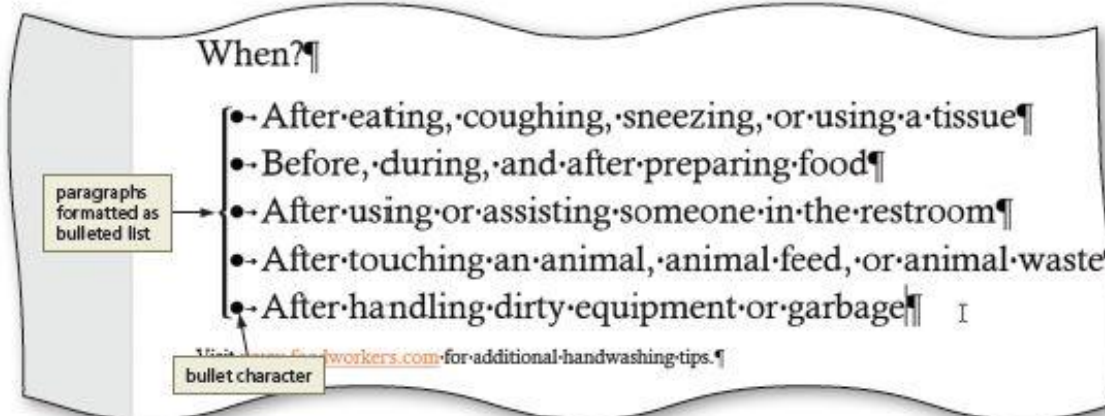 When?¶
•→After·eating,·coughing,·sneezing,·or·using·a·tissue¶
•→Before,·during,·and·after·preparing·food¶
•→After·using·or·assisting·someone·in·the·restroom¶
•→After·touching·an·animal,·animal·feed,·or·animal·waste¶
•→After·handling·dirty·equipment·or·garbage¶
paragraphs
formatted as
bulleted list
for·additional·handwashing·tips.¶
bullet character